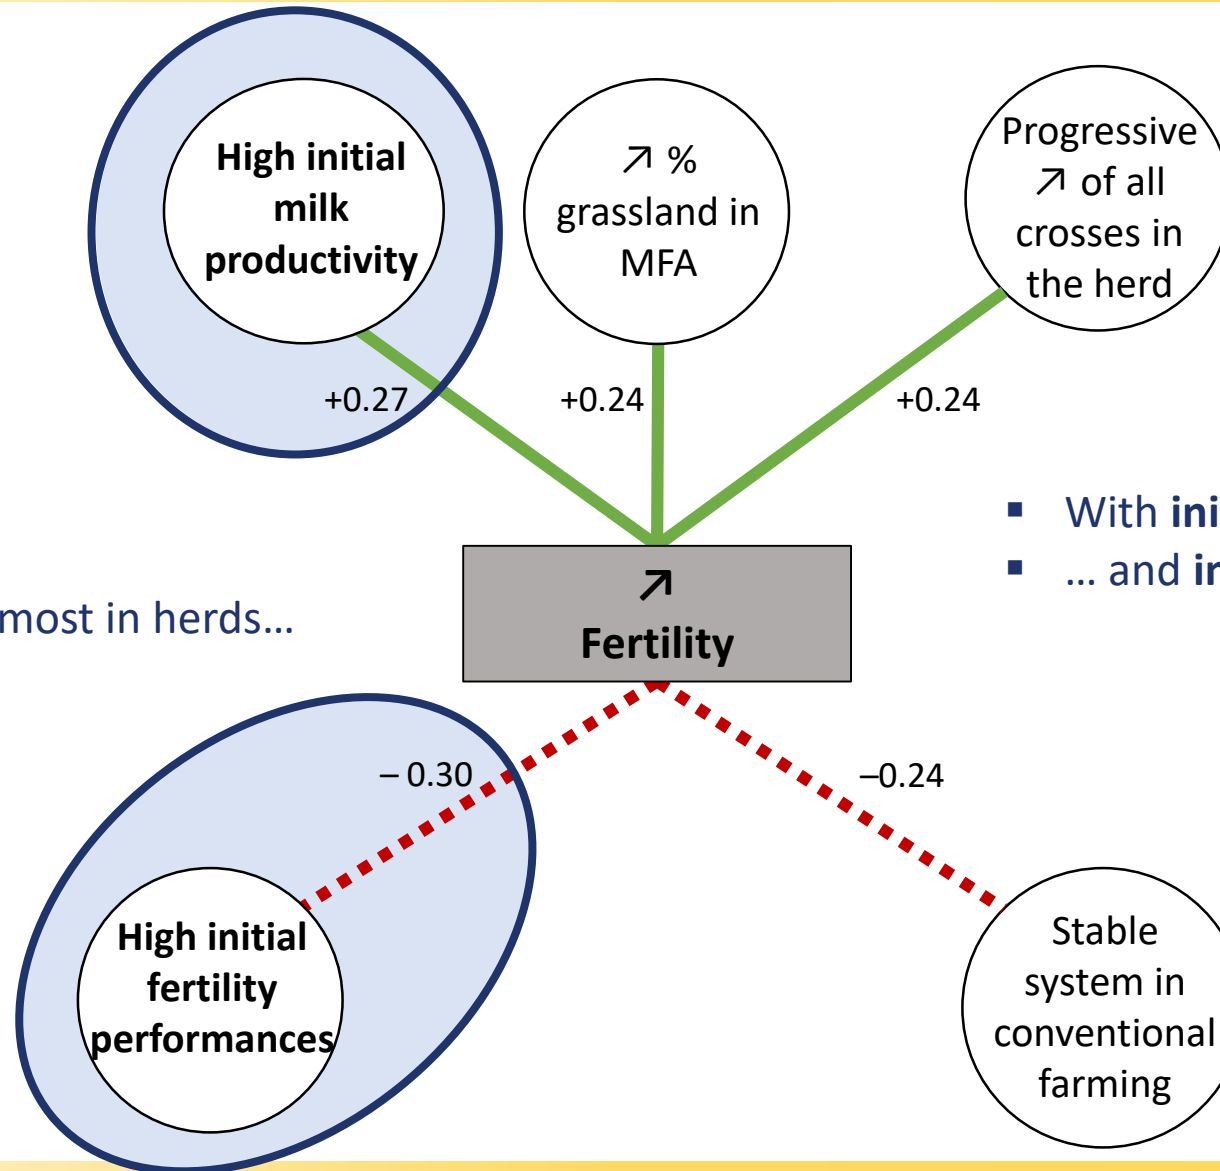 High initial
milk
productivity
↗ %
grassland in
MFA
Progressive
↗ of all
crosses in
the herd
+0.27
+0.24
+0.24
▪ With
▪ … and
most in herds…
↗
Fertility
– 0.30
–0.24
High initial
fertility
performances
Stable
system in
conventional
farming